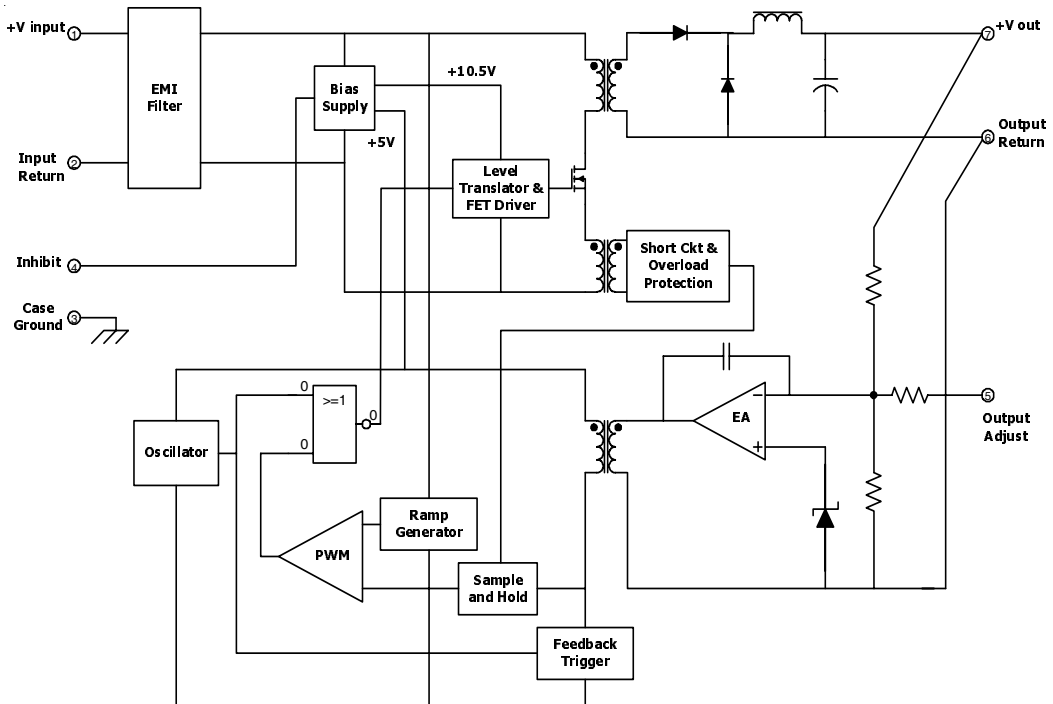 +V input
1
EMI
Filter
Bias
Supply
+10.5V
+5V
7
+V out
Input
Return
2
Level
Translator &
FET Driver
6
Output
Return
Inhibit
4
Short Ckt &
Overload
Protection
Case
Ground
3
0
>=1
0
0
EA
−
+
5
Output
Adjust
Oscillator
Ramp
Generator
PWM
Sample
and Hold
Feedback
Trigger